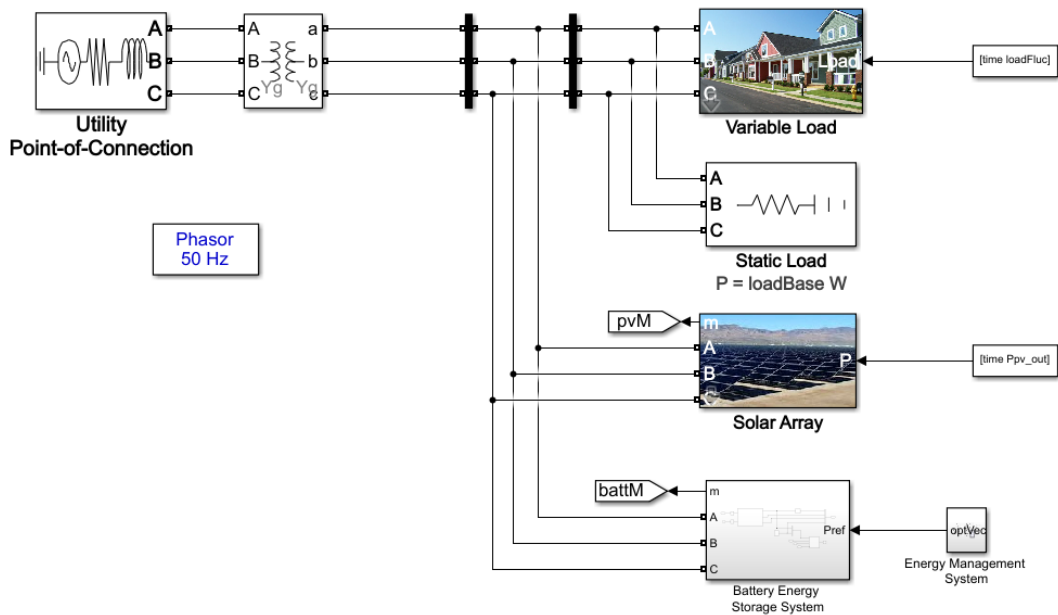 A
B
C
A
B
C
a
b
c
Yg
Yg
Utility
Point-of-Connection
Phasor
50 Hz
A
B
C
Load
[time loadFluc]
Variable Load
A
B
C
Static Load
P = loadBase W
pvM
m
A
B
C
P
[time Ppv_out]
Solar Array
battM
m
A
B
C
Pref
optVec
Energy Management
System
Battery Energy
Storage System